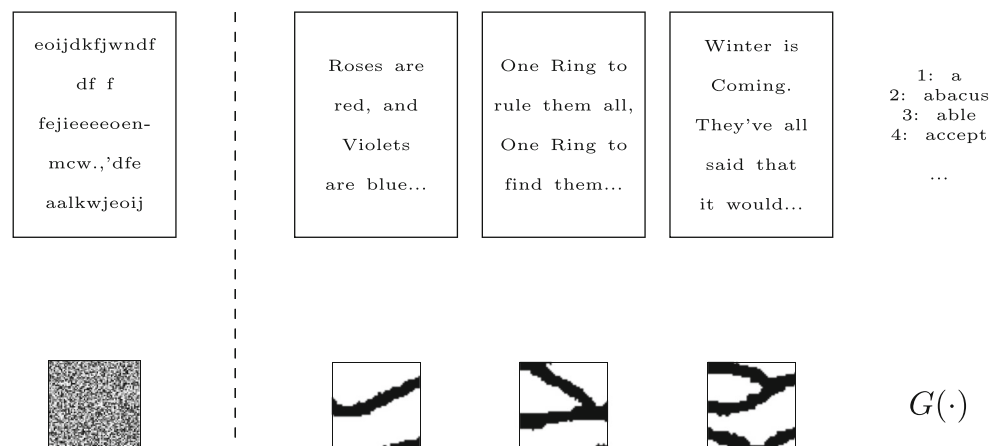 eoijdkfjwndf
df f
fejieeeeoen-
mcw.,'dfe
aalkwjeoij
Roses are
red, and
Violets
are blue...
One Ring to
rule them all,
One Ring to
find them...
Winter is
Coming.
They've all
said that
it would...
1: a
2: abacus
3: able
4: accept
...
G(·)